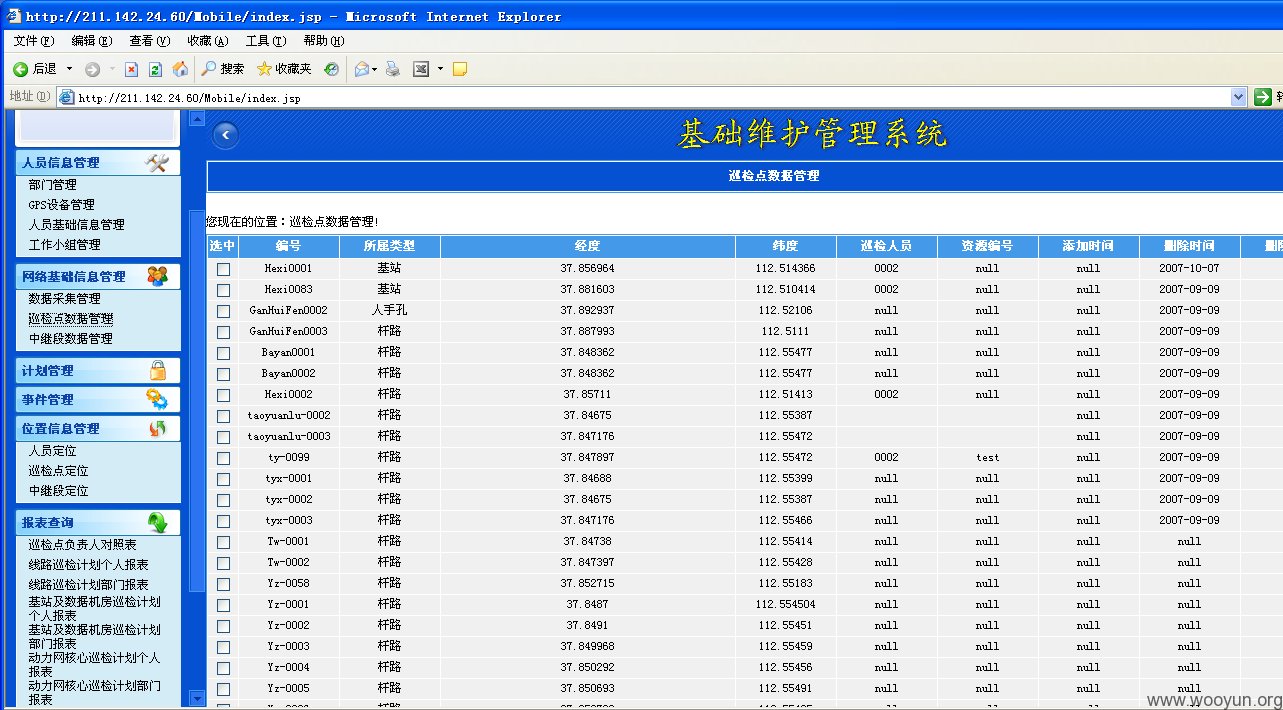 http://211.142.24.60/Mobile/index.jsp - Microsoft Internet Explorer
文件(F) 编辑(E) 查看(V) 收藏(A) 工具(T) 帮助(H)
后退 搜索 收藏夹
地址(D) http://211.142.24.60/Mobile/index.jsp
人员信息管理
部门管理
GPS设备管理
人员基础信息管理
工作小组管理
网络基础信息管理
数据采集管理
巡检点数据管理
中继段数据管理
计划管理
事件管理
位置信息管理
人员定位
巡检点定位
中继段定位
报表查询
巡检点负责人对照表
线路巡检计划个人报表
线路巡检计划部门报表
基站及数据机房巡检计划
个人报表
基站及数据机房巡检计划
部门报表
动力网核心巡检计划个人
报表
动力网核心巡检计划部门
报表
基础维护管理系统
巡检点数据管理
您现在的位置：巡检点数据管理!
选中 编号 所属类型 经度 纬度 巡检人员 资源编号 添加时间 删除时间
Hexi0001 基站 37.856964 112.514366 0002 null null 2007-10-07
Hexi0083 基站 37.881603 112.510414 0002 null null 2007-09-09
GanHuiFen0002 人手孔 37.892937 112.52106 null null null 2007-09-09
GanHuiFen0003 杆路 37.887993 112.5111 null null null 2007-09-09
Bayan0001 杆路 37.848362 112.55477 null null null 2007-09-09
Bayan0002 杆路 37.848362 112.55477 null null null 2007-09-09
Hexi0002 杆路 37.85711 112.51413 0002 null null 2007-09-09
taoyuanlu-0002 杆路 37.84675 112.55387 null 2007-09-09
taoyuanlu-0003 杆路 37.847176 112.55472 null 2007-09-09
ty-0099 杆路 37.847897 112.55472 0002 test null 2007-09-09
tyx-0001 杆路 37.84688 112.55399 null null null 2007-09-09
tyx-0002 杆路 37.84675 112.55387 null null null 2007-09-09
tyx-0003 杆路 37.847176 112.55466 null null null 2007-09-09
Tw-0001 杆路 37.84738 112.55414 null null null null
Tw-0002 杆路 37.847397 112.55428 null null null null
Yz-0058 杆路 37.852715 112.55183 null null null null
Yz-0001 杆路 37.8487 112.554504 null null null null
Yz-0002 杆路 37.8491 112.55451 null null null null
Yz-0003 杆路 37.849968 112.55459 null null null null
Yz-0004 杆路 37.850292 112.55456 null null null null
Yz-0005 杆路 37.850693 112.55491 null null null null
www.wooyun.org